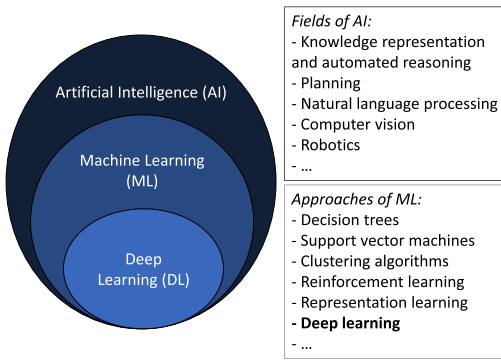 Artificial Intelligence (AI)
Machine Learning
(ML)
Deep
Learning (DL)
Fields of AI:
- Knowledge representation
and automated reasoning
- Planning
- Natural language processing
- Computer vision
- Robotics
- ...
Approaches of ML:
- Decision trees
- Support vector machines
- Clustering algorithms
- Reinforcement learning
- Representation learning
- Deep learning
- ...